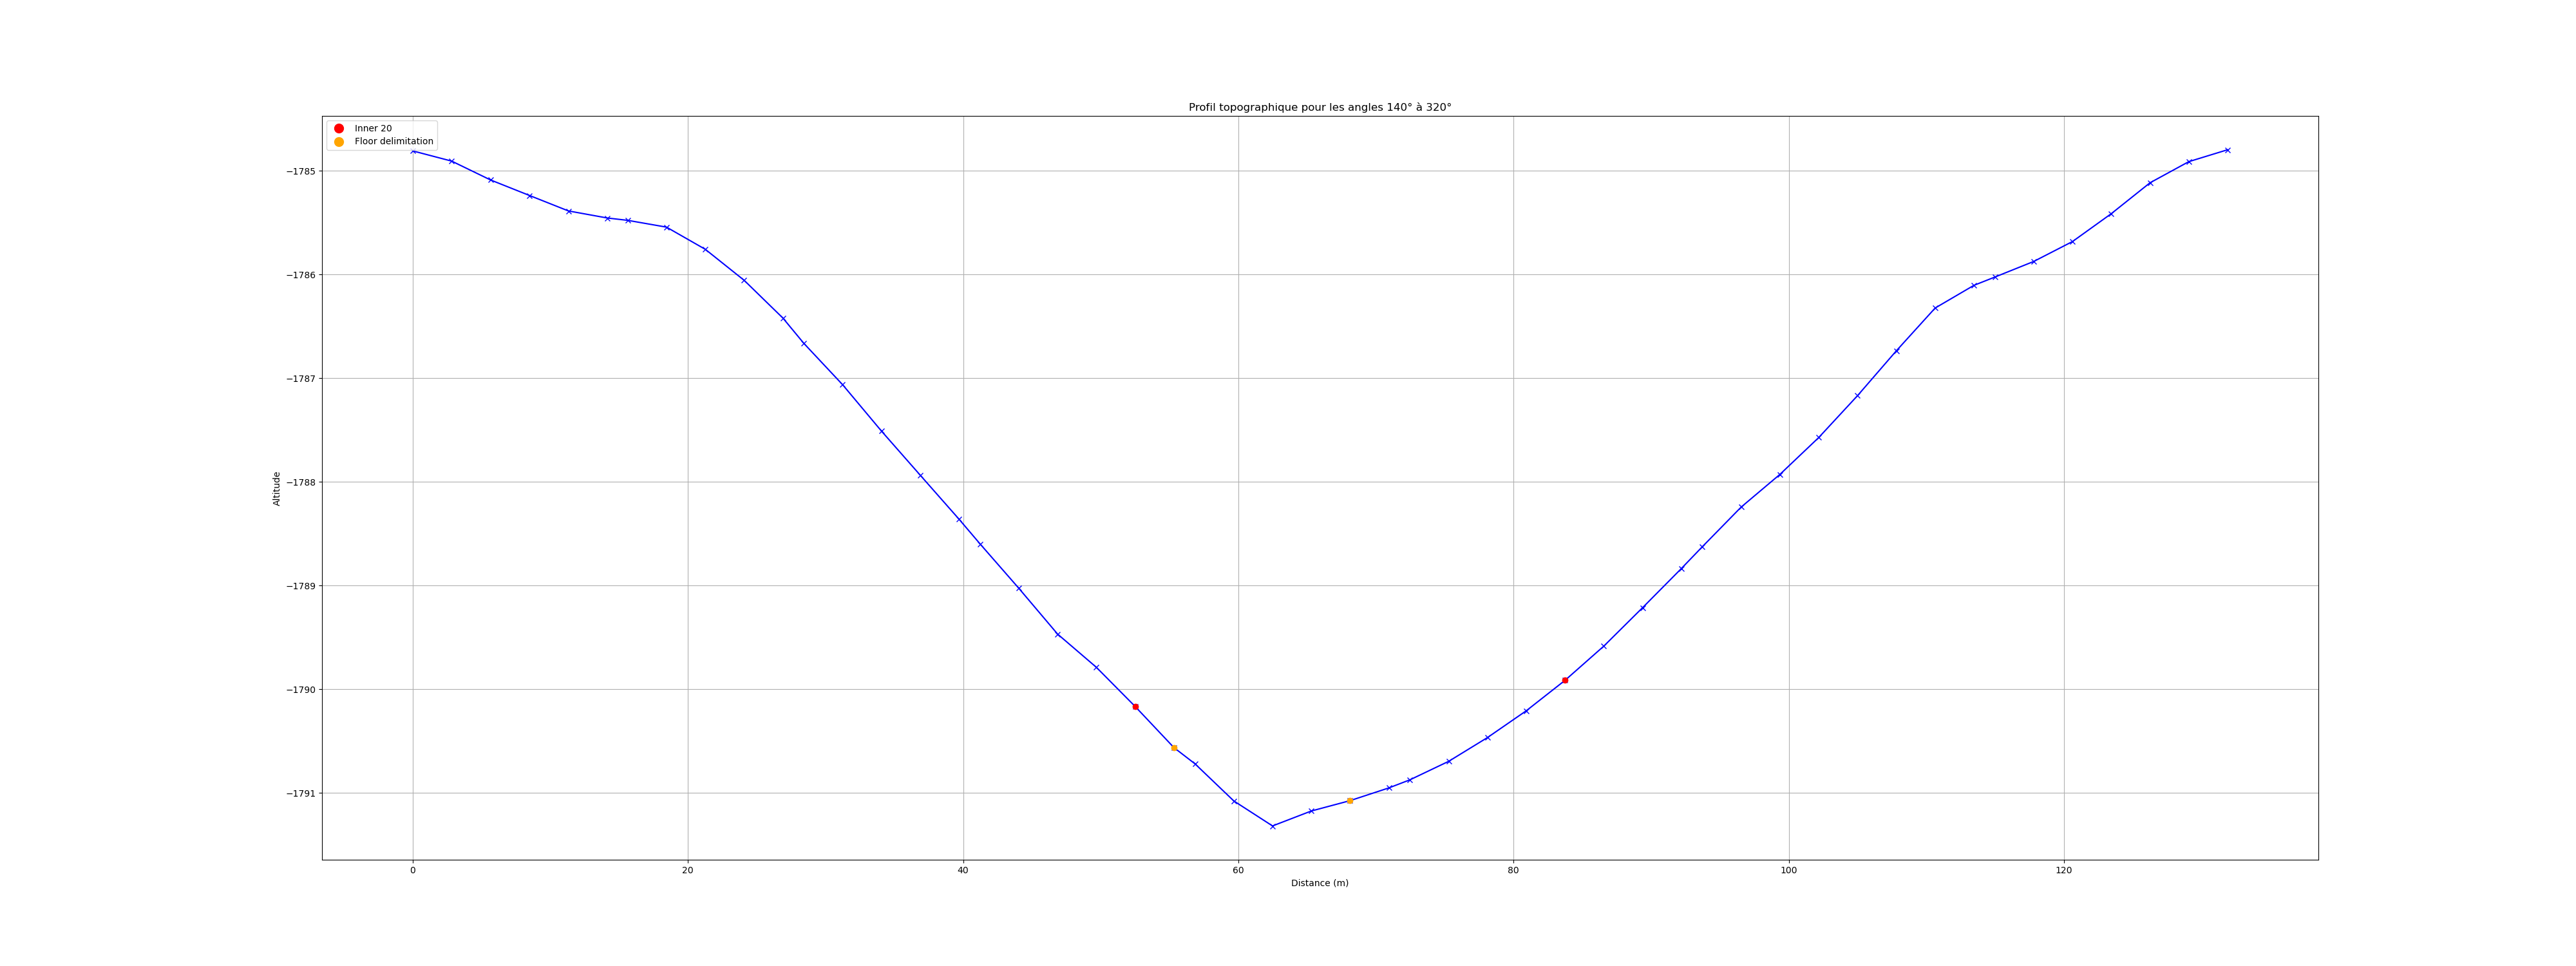 Profil topographique pour les angles 140° à 320°
Inner 20
Floor delimitation
−1785
−1786
−1787
−1788
−1789
−1790
−1791
Altitude
0 20 40 60 80 100 120
Distance (m)